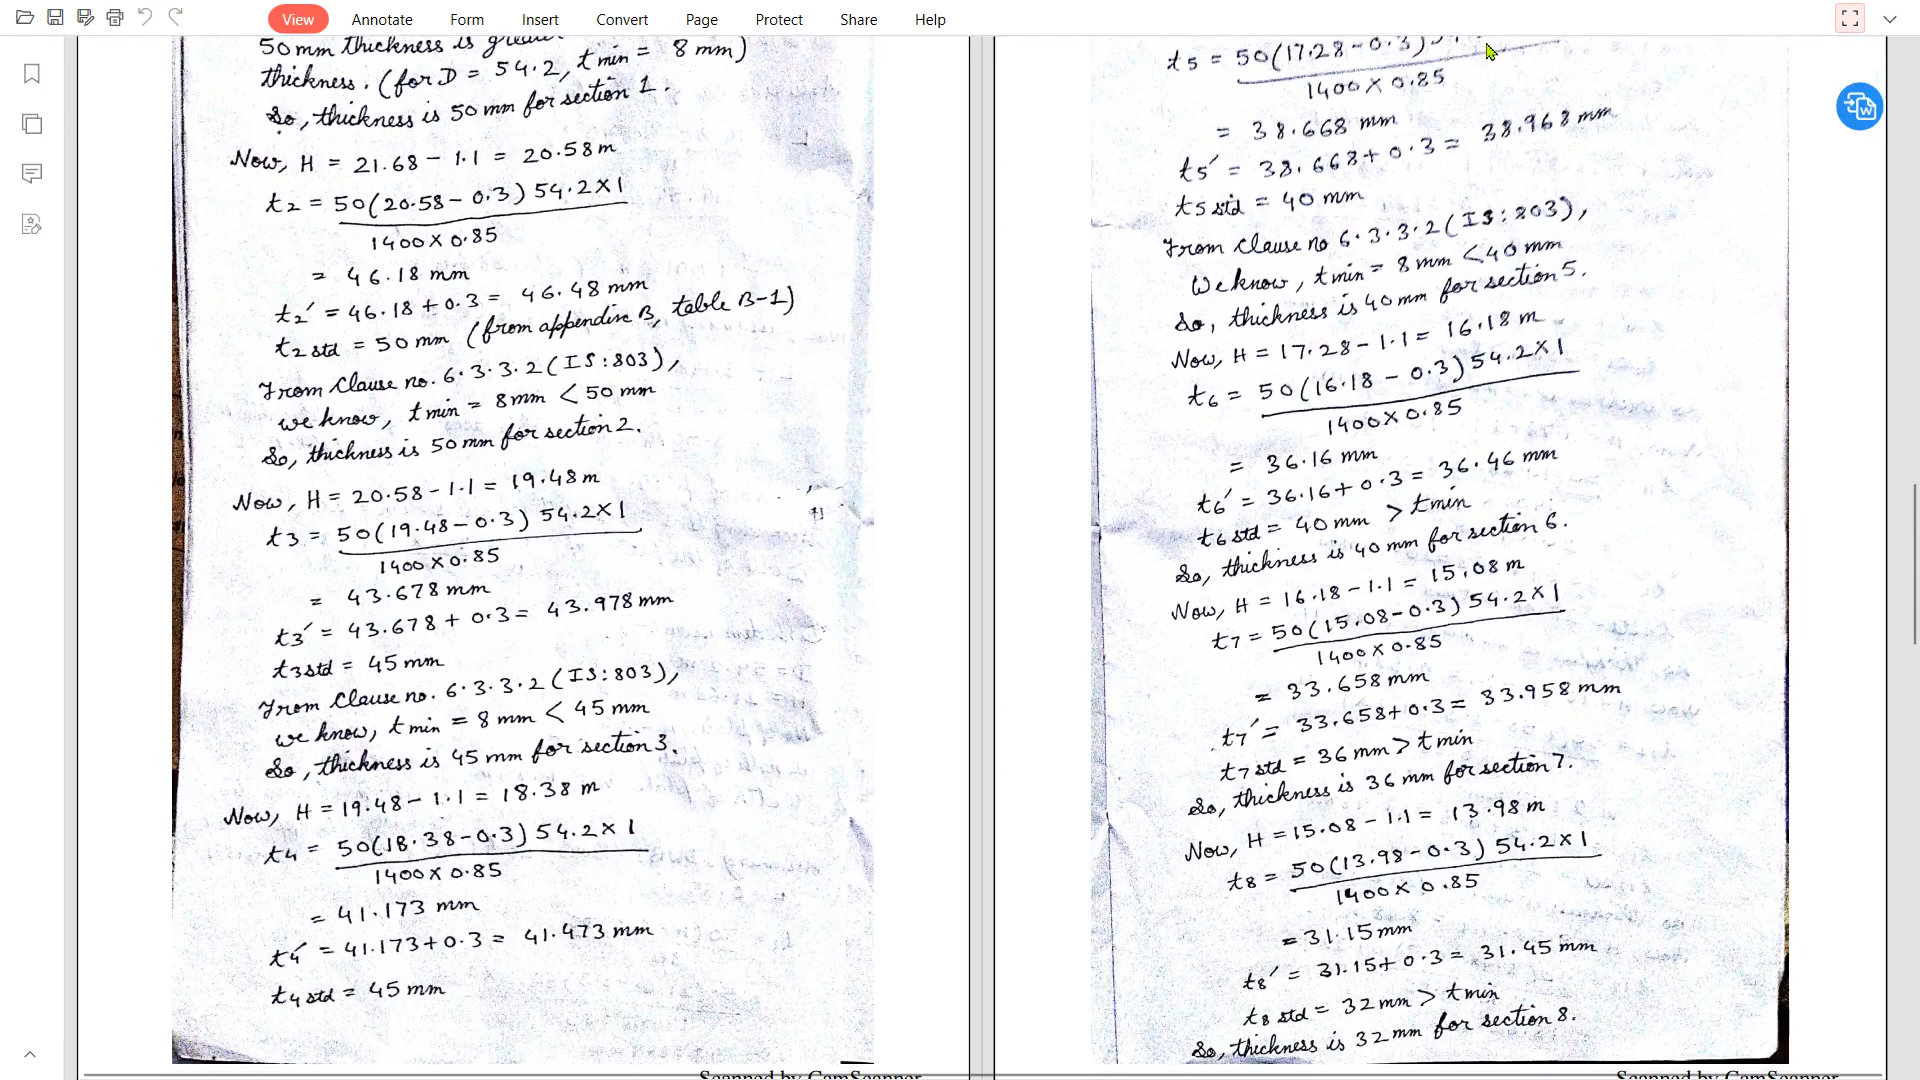 View Annotate Form Insert Convert Page Protect Share Help
50mm thickness is greater
thickness. (for D = 54.2, tmin = 8 mm)
So, thickness is 50 mm for section 1.
Now, H = 21.68 - 1.1 = 20.58m
t2 = 50(20.58 - 0.3) 54.2×1
1400×0.85
= 46.18 mm
t2' = 46.18 + 0.3 = 46.48 mm
t2 std = 50 mm (from appendix B, table B-1)
From Clause no. 6.3.3.2 (IS:803),
we know, tmin = 8mm < 50 mm
So, thickness is 50 mm for section 2.
Now, H = 20.58 - 1.1 = 19.48m
t3 = 50(19.48-0.3) 54.2×1
1400×0.85
= 43.678 mm
t3' = 43.678 + 0.3 = 43.978 mm
t3 std = 45 mm
From Clause no. 6.3.3.2 (IS:803),
we know, tmin = 8 mm < 45 mm
So, thickness is 45 mm for section 3.
Now, H = 19.48 - 1.1 = 18.38 m
t4 = 50(18.38-0.3) 54.2×1
1400×0.85
= 41.173 mm
t4' = 41.173+0.3 = 41.473 mm
t4 std = 45 mm
Scanned by CamScanner
t5 = 50(17.28-0.3)
1400×0.85
= 38.668 mm
t5' = 38.668+0.3 = 38.968 mm
t5 std = 40 mm
From Clause no 6.3.3.2 (IS:803),
We know, tmin = 8 mm < 40 mm
So, thickness is 40 mm for section 5.
Now, H = 17.28 - 1.1 = 16.18 m
t6 = 50(16.18 - 0.3) 54.2×1
1400×0.85
= 36.16 mm
t6' = 36.16+0.3 = 36.46 mm
t6 std = 40 mm > tmin
So, thickness is 40 mm for section 6.
Now, H = 16.18 - 1.1 = 15.08 m
t7 = 50(15.08-0.3) 54.2×1
1400×0.85
= 33.658 mm
t7' = 33.658+0.3 = 33.958 mm
t7 std = 36 mm > tmin
So, thickness is 36 mm for section 7.
Now, H = 15.08 - 1.1 = 13.98 m
t8 = 50(13.98-0.3) 54.2×1
1400×0.85
= 31.15mm
t8' = 31.15+0.3 = 31.45 mm
t8 std = 32 mm > tmin
So, thickness is 32 mm for section 8.
Scanned by CamScanner